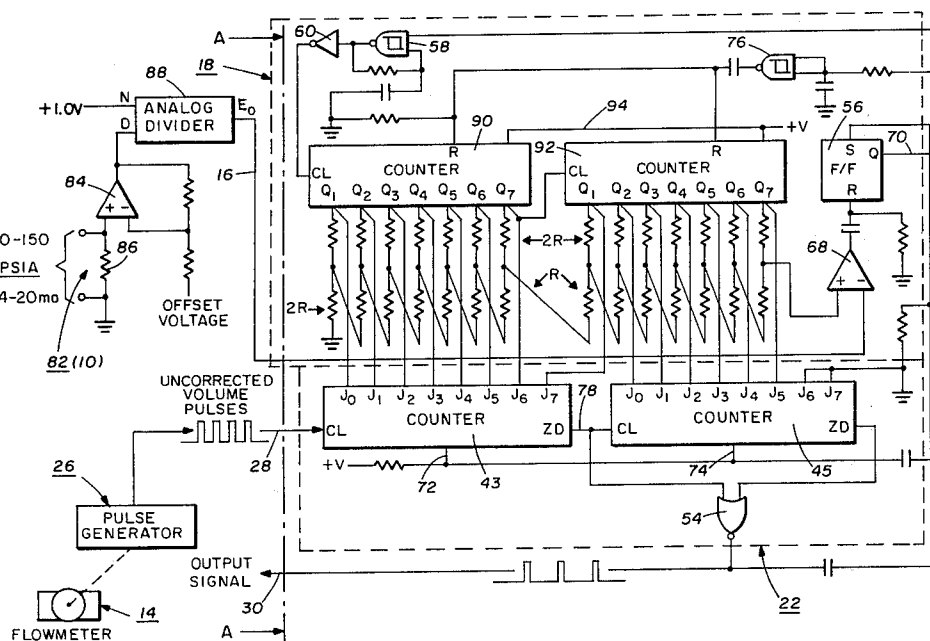 A
60
58
76
18
88
+1.0V
N
ANALOG
DIVIDER
E₀
D
16
90
94
+V
92
56
S
Q
70
F/F
R
R
COUNTER
CL
Q₁ Q₂ Q₃ Q₄ Q₅ Q₆ Q₇
R
COUNTER
CL
Q₁ Q₂ Q₃ Q₄ Q₅ Q₆ Q₇
84
+ -
0-150
PSIA
86
4-20ma
OFFSET
VOLTAGE
82 (10)
2R
R
2R
68
+ -
UNCORRECTED
VOLUME
PULSES
J₀ J₁ J₂ J₃ J₄ J₅ J₆ J₇
COUNTER
CL
ZD
78
J₀ J₁ J₂ J₃ J₄ J₅ J₆ J₇
COUNTER
CL
ZD
28
+V
72
43
74
45
26
PULSE
GENERATOR
54
OUTPUT
SIGNAL
30
22
14
FLOWMETER
A